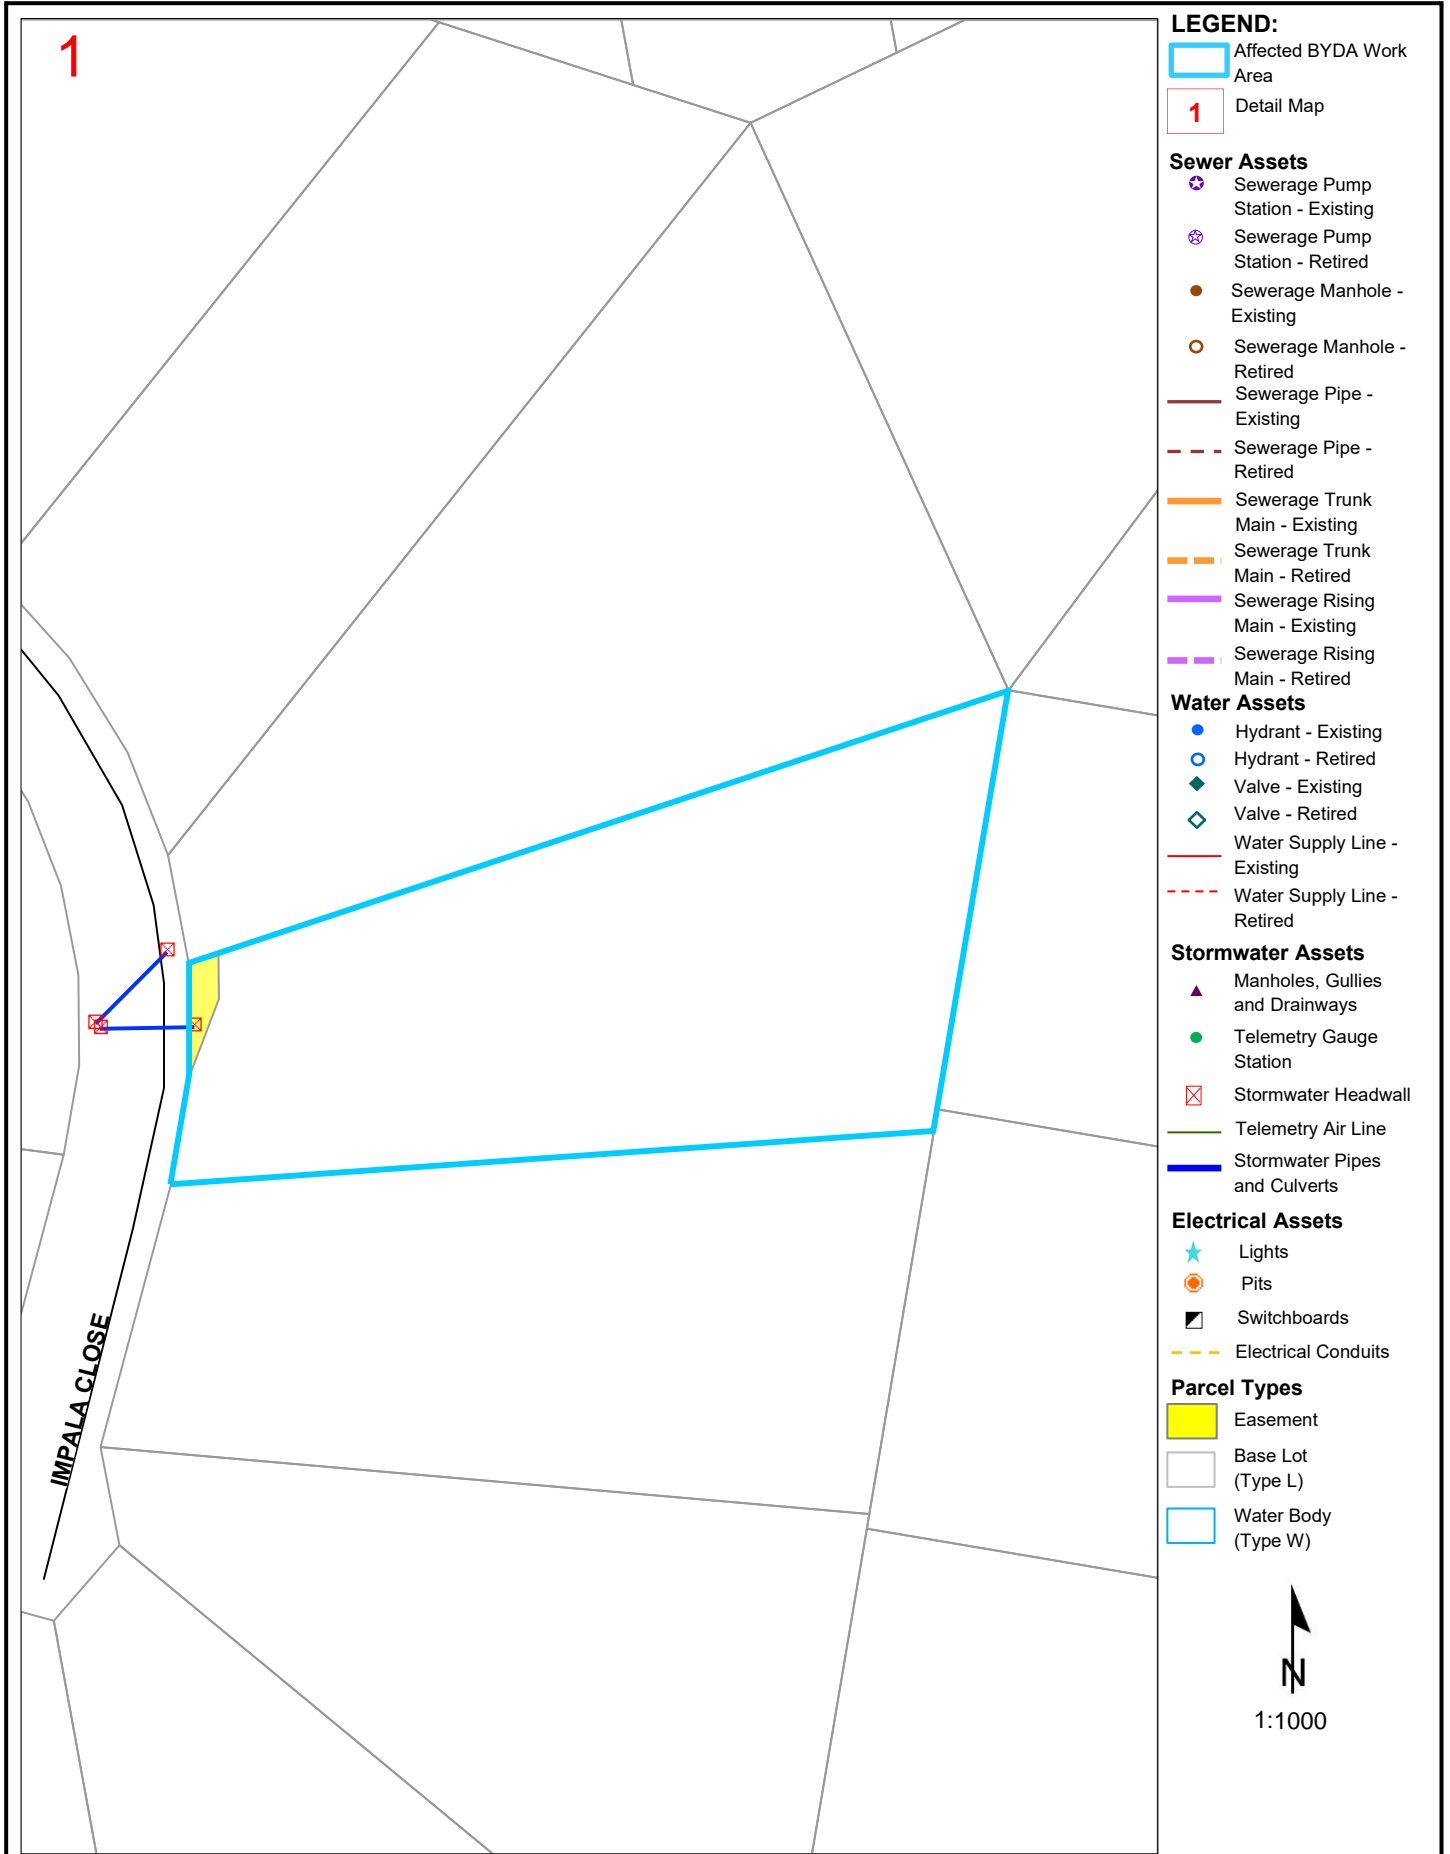 1
IMPALA CLOSE
LEGEND:
Affected BYDA Work
Area
1
Detail Map
Sewer Assets
Sewerage Pump
Station - Existing
Sewerage Pump
Station - Retired
Sewerage Manhole -
Existing
Sewerage Manhole -
Retired
Sewerage Pipe -
Existing
Sewerage Pipe -
Retired
Sewerage Trunk
Main - Existing
Sewerage Trunk
Main - Retired
Sewerage Rising
Main - Existing
Sewerage Rising
Main - Retired
Water Assets
Hydrant - Existing
Hydrant - Retired
Valve - Existing
Valve - Retired
Water Supply Line -
Existing
Water Supply Line -
Retired
Stormwater Assets
Manholes, Gullies
and Drainways
Telemetry Gauge
Station
Stormwater Headwall
Telemetry Air Line
Stormwater Pipes
and Culverts
Electrical Assets
Lights
Pits
Switchboards
Electrical Conduits
Parcel Types
Easement
Base Lot
(Type L)
Water Body
(Type W)
N
1:1000